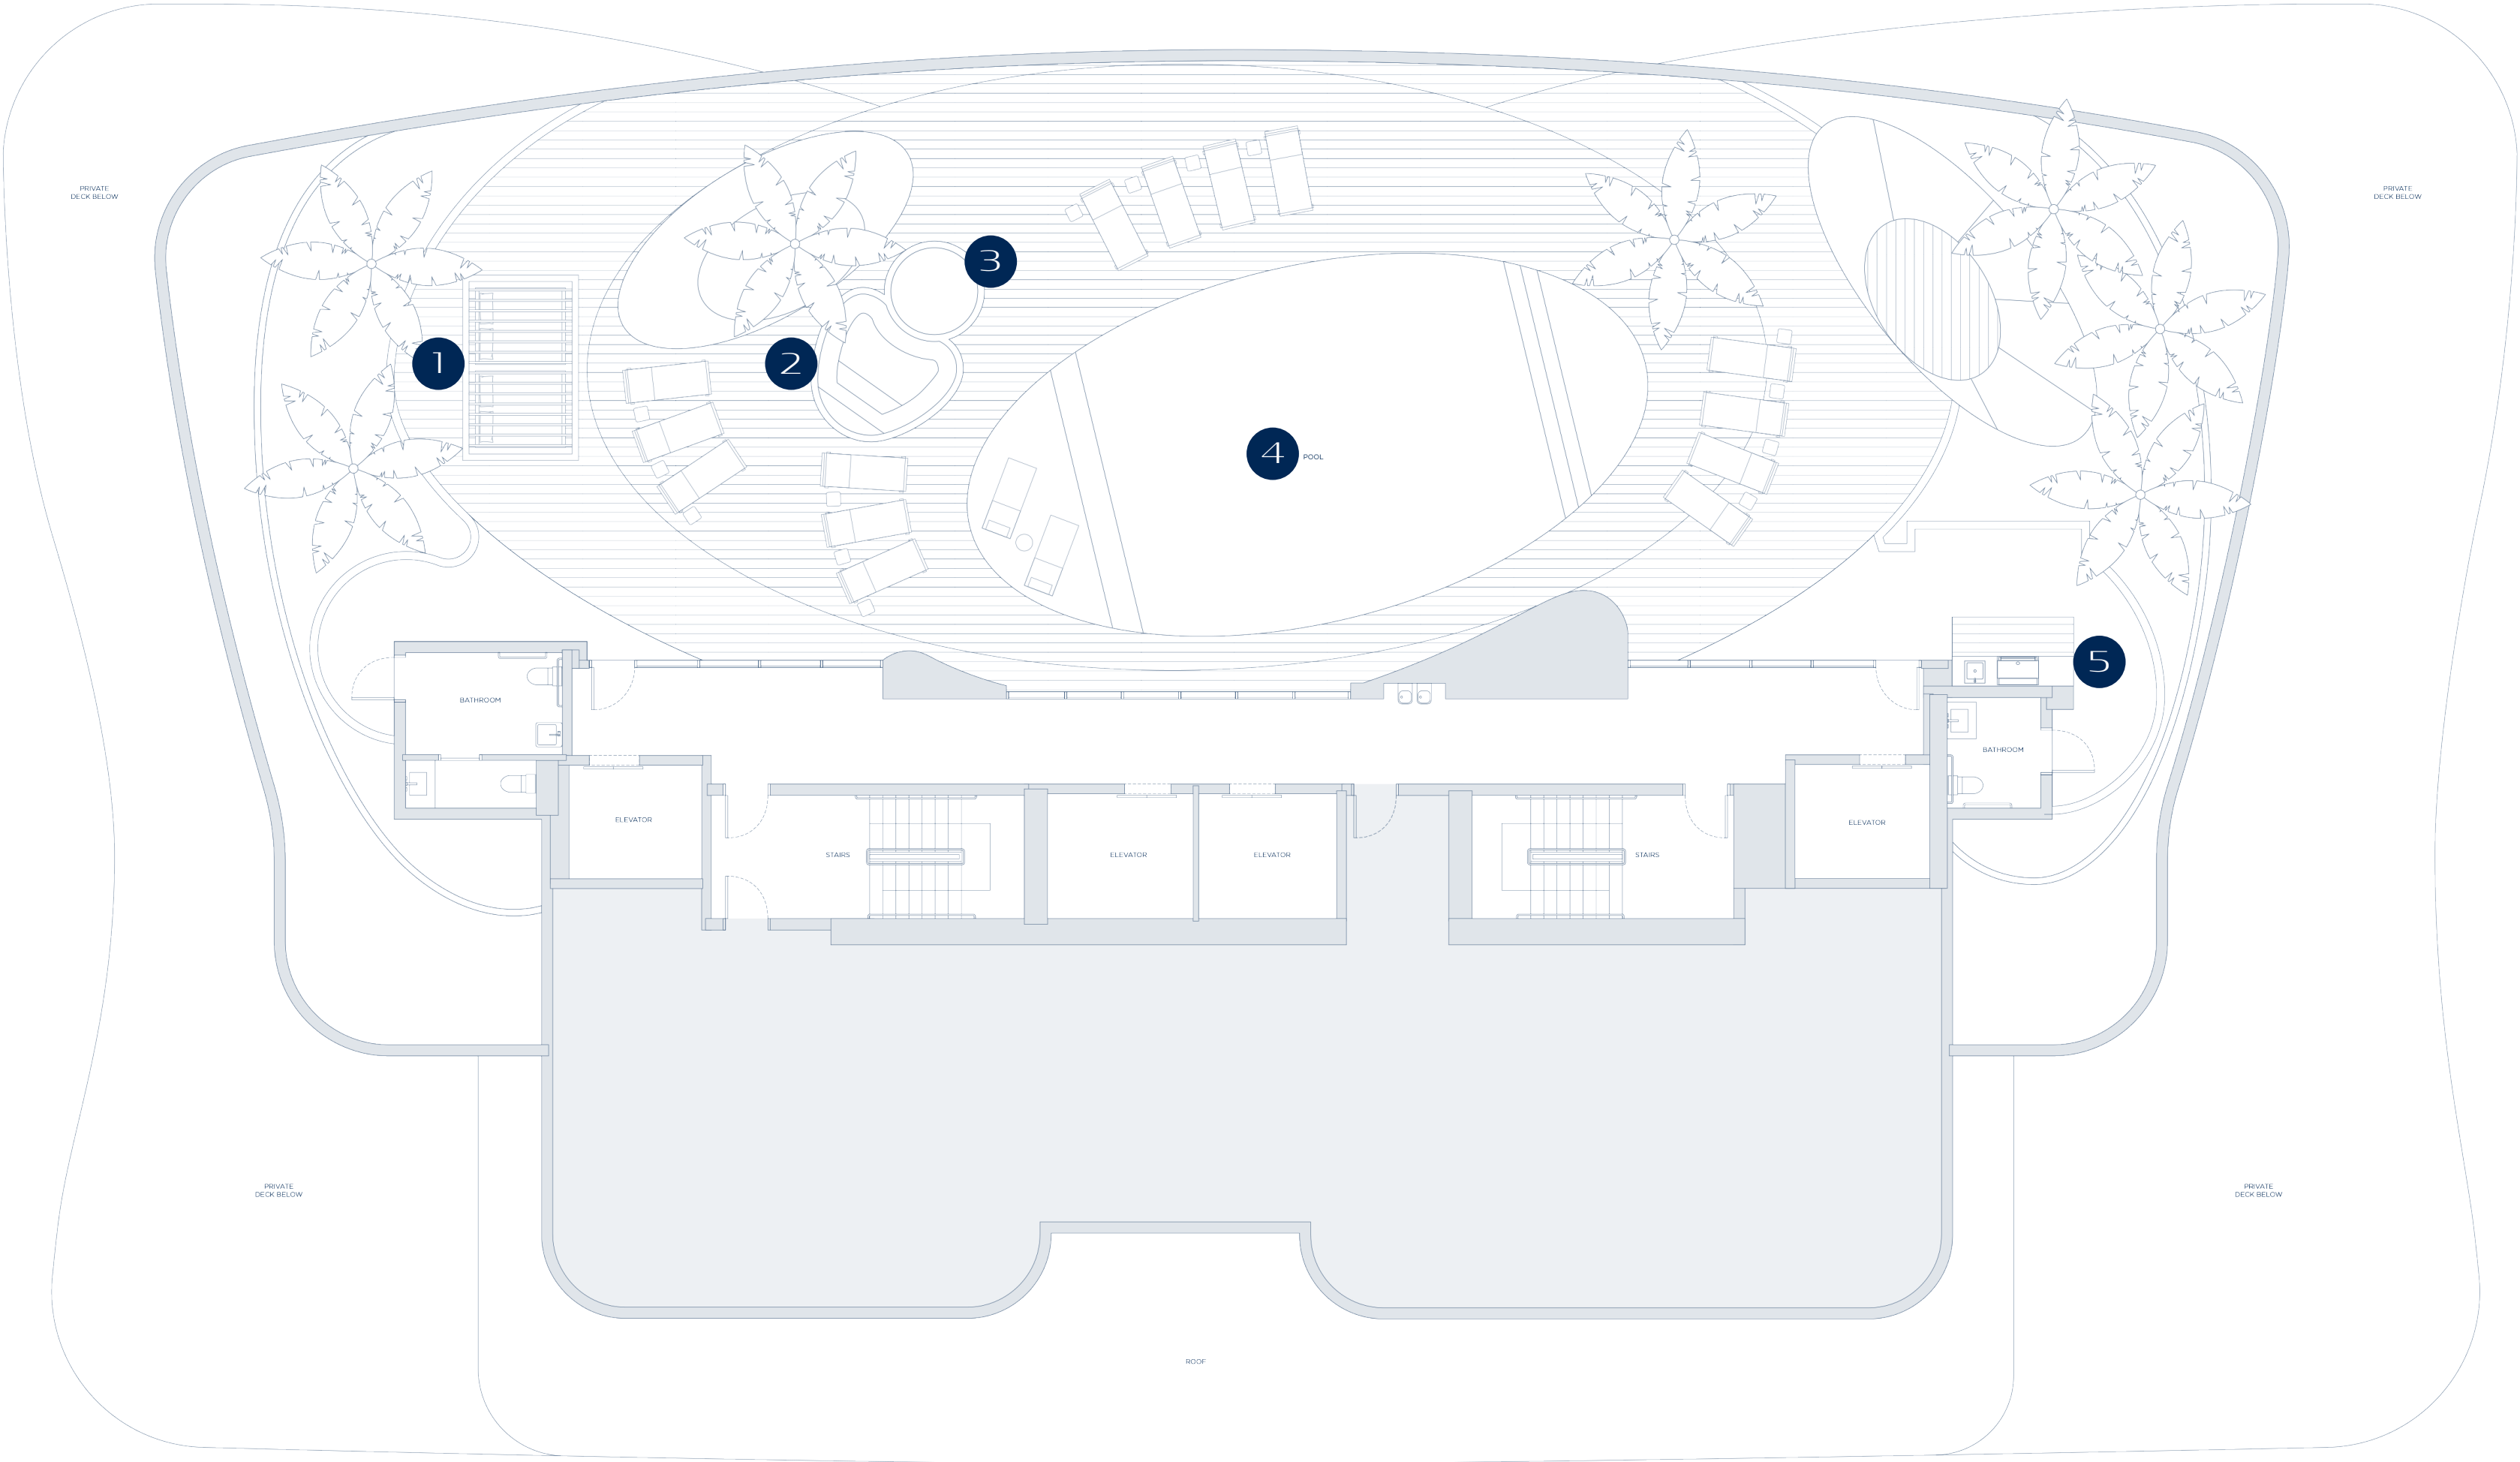 PRIVATE
DECK BELOW
PRIVATE
DECK BELOW
3
1
2
4
POOL
5
BATHROOM
BATHROOM
ELEVATOR
ELEVATOR
STAIRS
ELEVATOR
ELEVATOR
STAIRS
PRIVATE
DECK BELOW
PRIVATE
DECK BELOW
ROOF